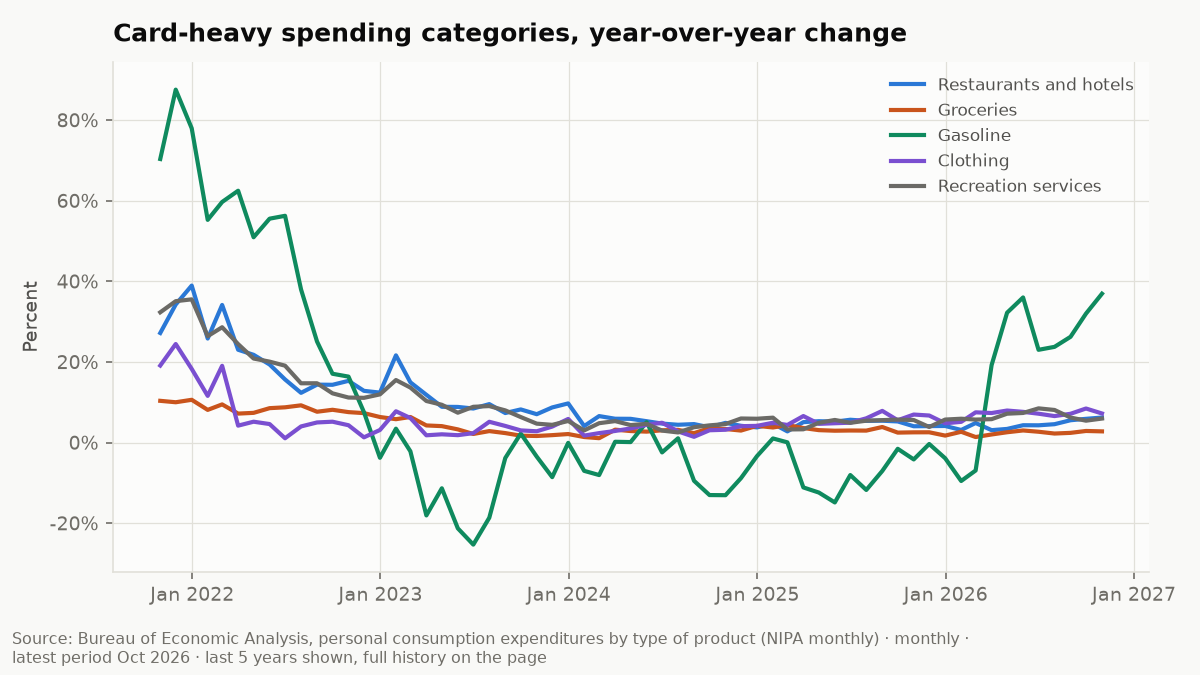 Card-heavy spending categories, year-over-year change
Restaurants and hotels
Groceries
Gasoline
Clothing
Recreation services
Percent
80%
60%
40%
20%
0%
-20%
Jan 2022
Jan 2023
Jan 2024
Jan 2025
Jan 2026
Jan 2027
Source: Bureau of Economic Analysis, personal consumption expenditures by type of product (NIPA monthly) · monthly ·
latest period Oct 2026 · last 5 years shown, full history on the page